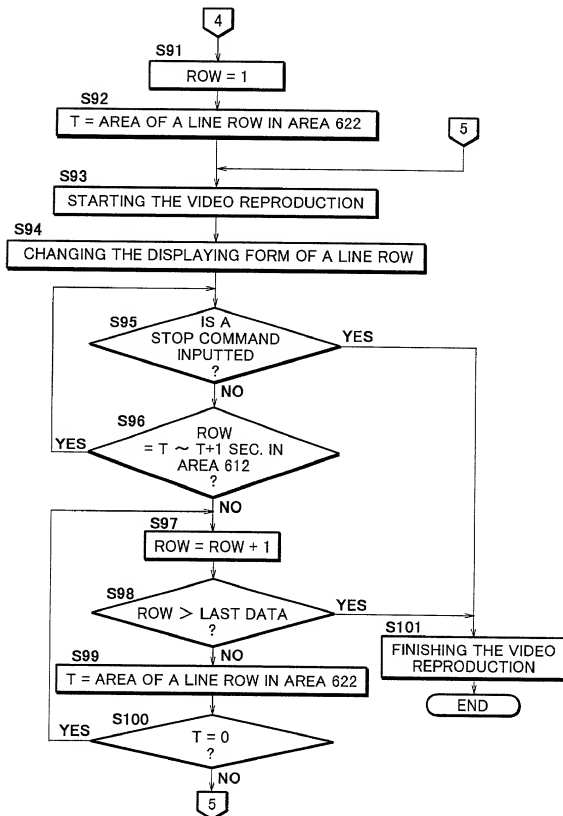 4
S91
ROW = 1
S92
T = AREA OF A LINE ROW IN AREA 622
5
S93
STARTING THE VIDEO REPRODUCTION
S94
CHANGING THE DISPLAYING FORM OF A LINE ROW
S95
IS A
STOP COMMAND
INPUTTED
?
YES
NO
S96
ROW
= T ~ T+1 SEC. IN
AREA 612
?
YES
NO
S97
ROW = ROW + 1
S98
ROW > LAST DATA
?
YES
NO
S99
T = AREA OF A LINE ROW IN AREA 622
S100
T = 0
?
YES
NO
5
S101
FINISHING THE VIDEO
REPRODUCTION
END